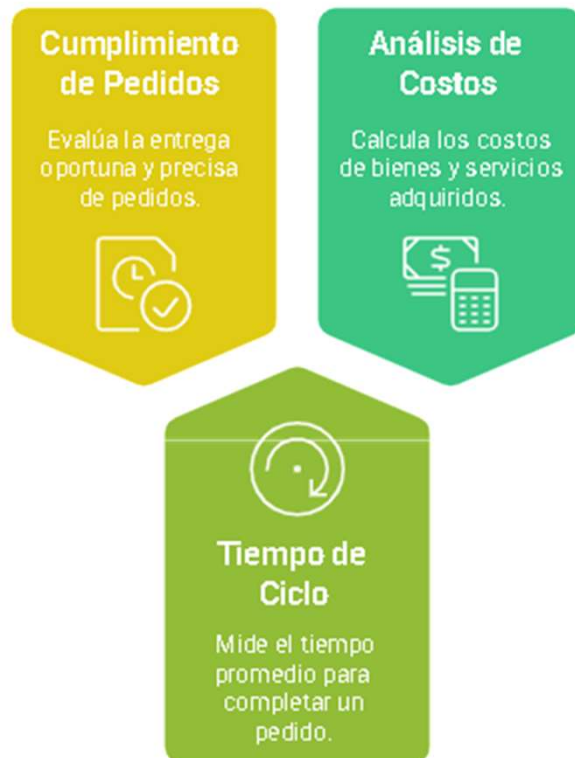 Cumplimiento
de Pedidos
Evalúa la entrega
oportuna y precisa
de pedidos.
Análisis de
Costos
Calcula los costos
de bienes y servicios
adquiridos.
$
Tiempo de
Ciclo
Mide el tiempo
promedio para
completar un
pedido.